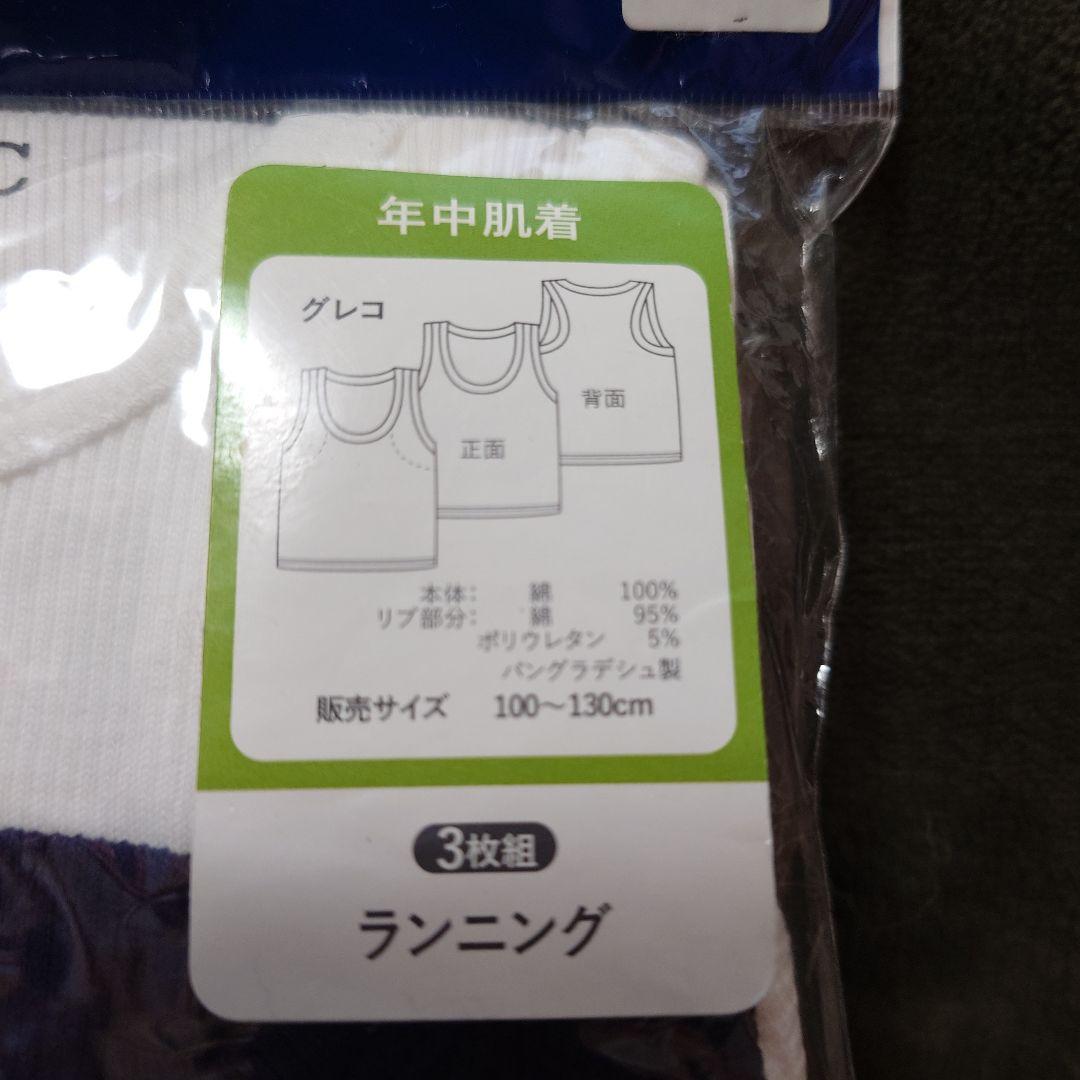 C
年中肌着
グレコ
背面
正面
本体: 綿 100%
リブ部分: 綿 95%
ポリウレタン 5%
バングラデシュ製
販売サイズ 100～130cm
3枚組
ランニング